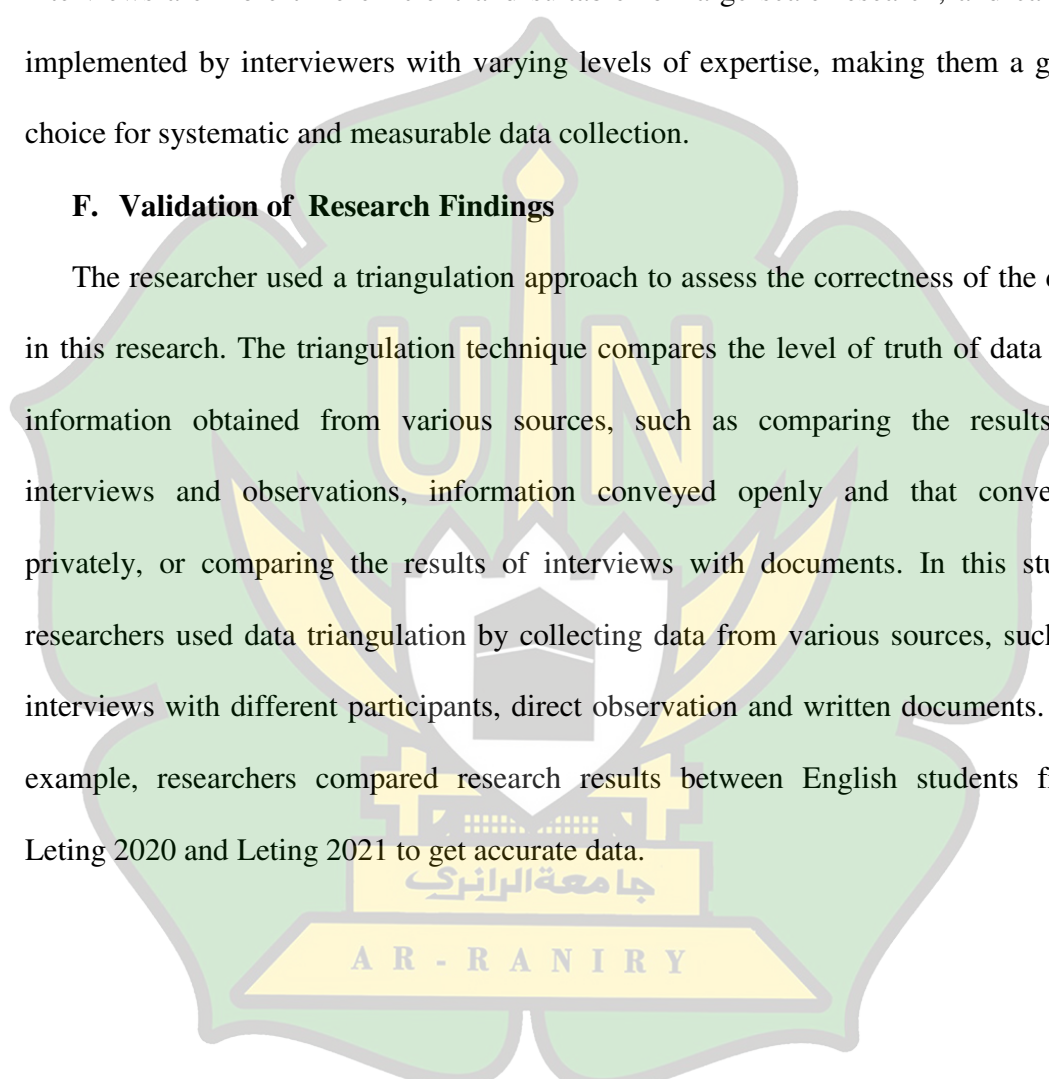 implemented by interviewers with varying levels of expertise, making them a g
choice for systematic and measurable data collection.
F. Validation of Research Findings
The researcher used a triangulation approach to assess the correctness of the
in this research. The triangulation technique compares the level of truth of data
information obtained from various sources, such as comparing the results
interviews and observations, information conveyed openly and that conve
privately, or comparing the results of interviews with documents. In this stu
researchers used data triangulation by collecting data from various sources, such
interviews with different participants, direct observation and written documents.
example, researchers compared research results between English students f
Leting 2020 and Leting 2021 to get accurate data.
UIN
جامعة الرانري
AR-RANIRY